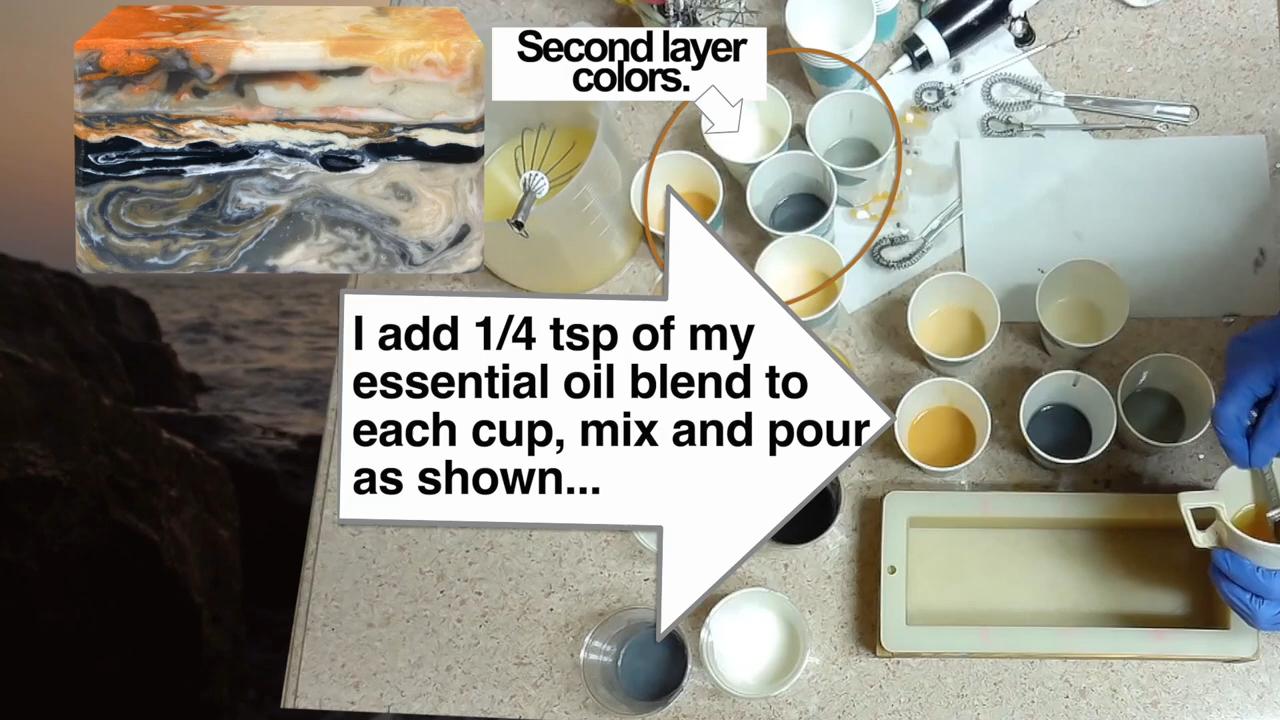 Second layer
colors.
I add 1/4 tsp of my
essential oil blend to
each cup, mix and pour
as shown...